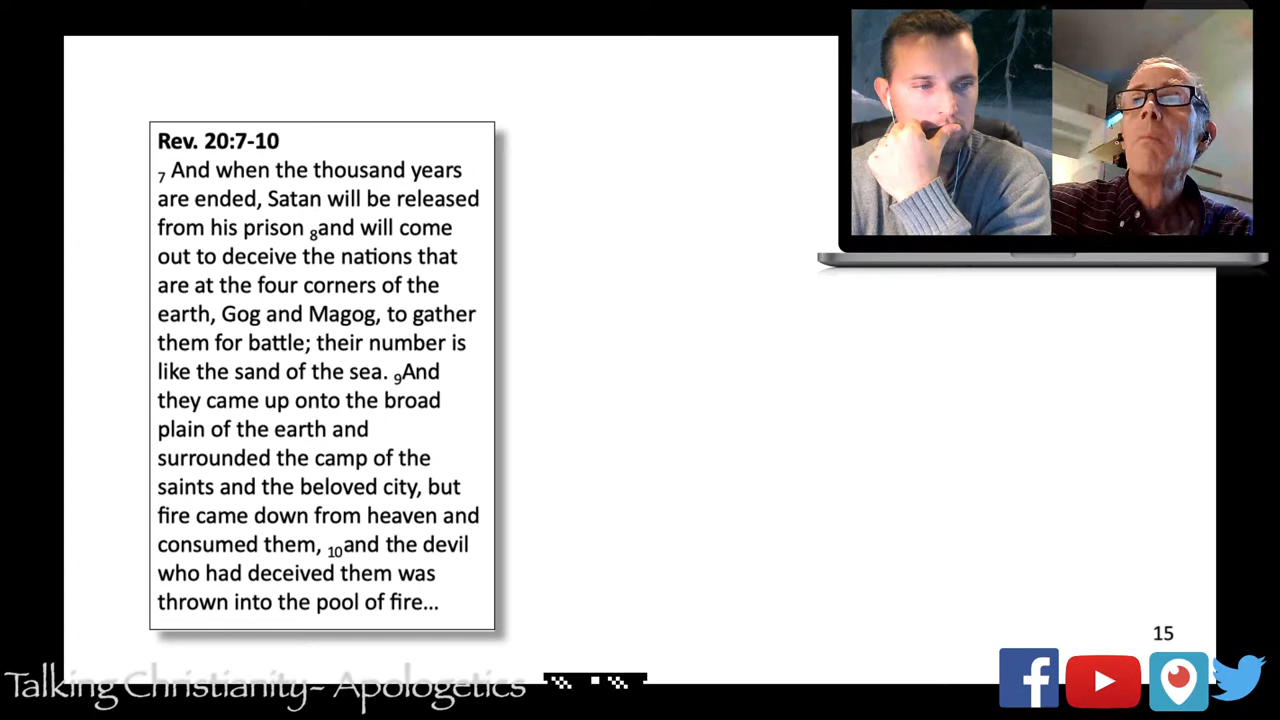 Rev. 20:7-10
7 And when the thousand years
are ended, Satan will be released
from his prison 8and will come
out to deceive the nations that
are at the four corners of the
earth, Gog and Magog, to gather
them for battle; their number is
like the sand of the sea. 9And
they came up onto the broad
plain of the earth and
surrounded the camp of the
saints and the beloved city, but
fire came down from heaven and
consumed them, 10and the devil
who had deceived them was
thrown into the pool of fire…
15
Talking Christianity- Apologetics